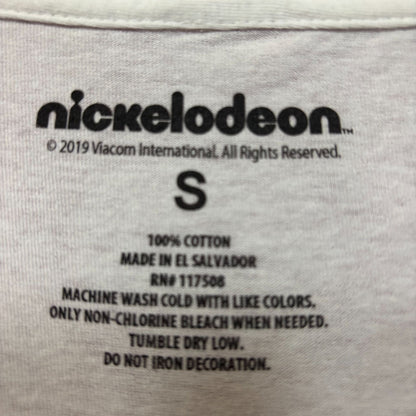 nickelodeon™
© 2019 Viacom International. All Rights Reserved.
S
100% COTTON
MADE IN EL SALVADOR
RN# 117508
MACHINE WASH COLD WITH LIKE COLORS.
ONLY NON-CHLORINE BLEACH WHEN NEEDED.
TUMBLE DRY LOW.
DO NOT IRON DECORATION.